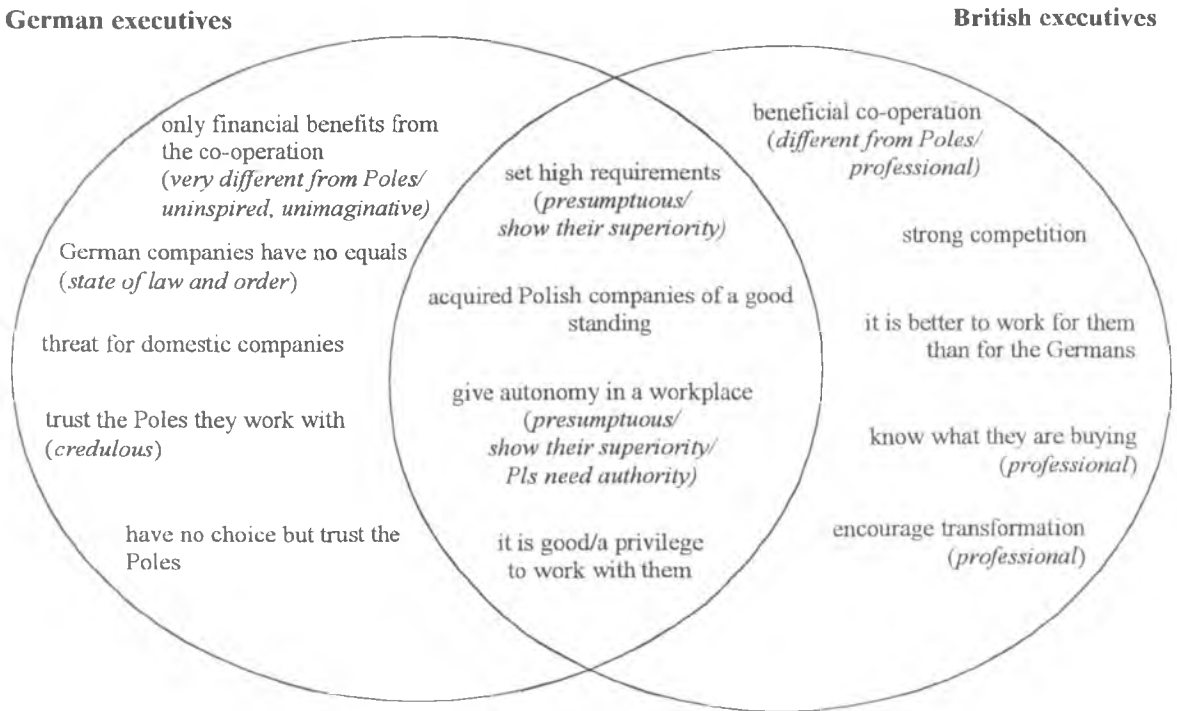 German executives
British executives
only financial benefits from
the co-operation
(very different from Poles/
uninspired, unimaginative)
German companies have no equals
(state of law and order)
threat for domestic companies
trust the Poles they work with
(credulous)
have no choice but trust the
Poles
set high requirements
(presumptuous/
show their superiority)
acquired Polish companies of a good
standing
give autonomy in a workplace
(presumptuous/
show their superiority/
Pls need authority)
it is good/a privilege
to work with them
beneficial co-operation
(different from Poles/
professional)
strong competition
it is better to work for them
than for the Germans
know what they are buying
(professional)
encourage transformation
(professional)